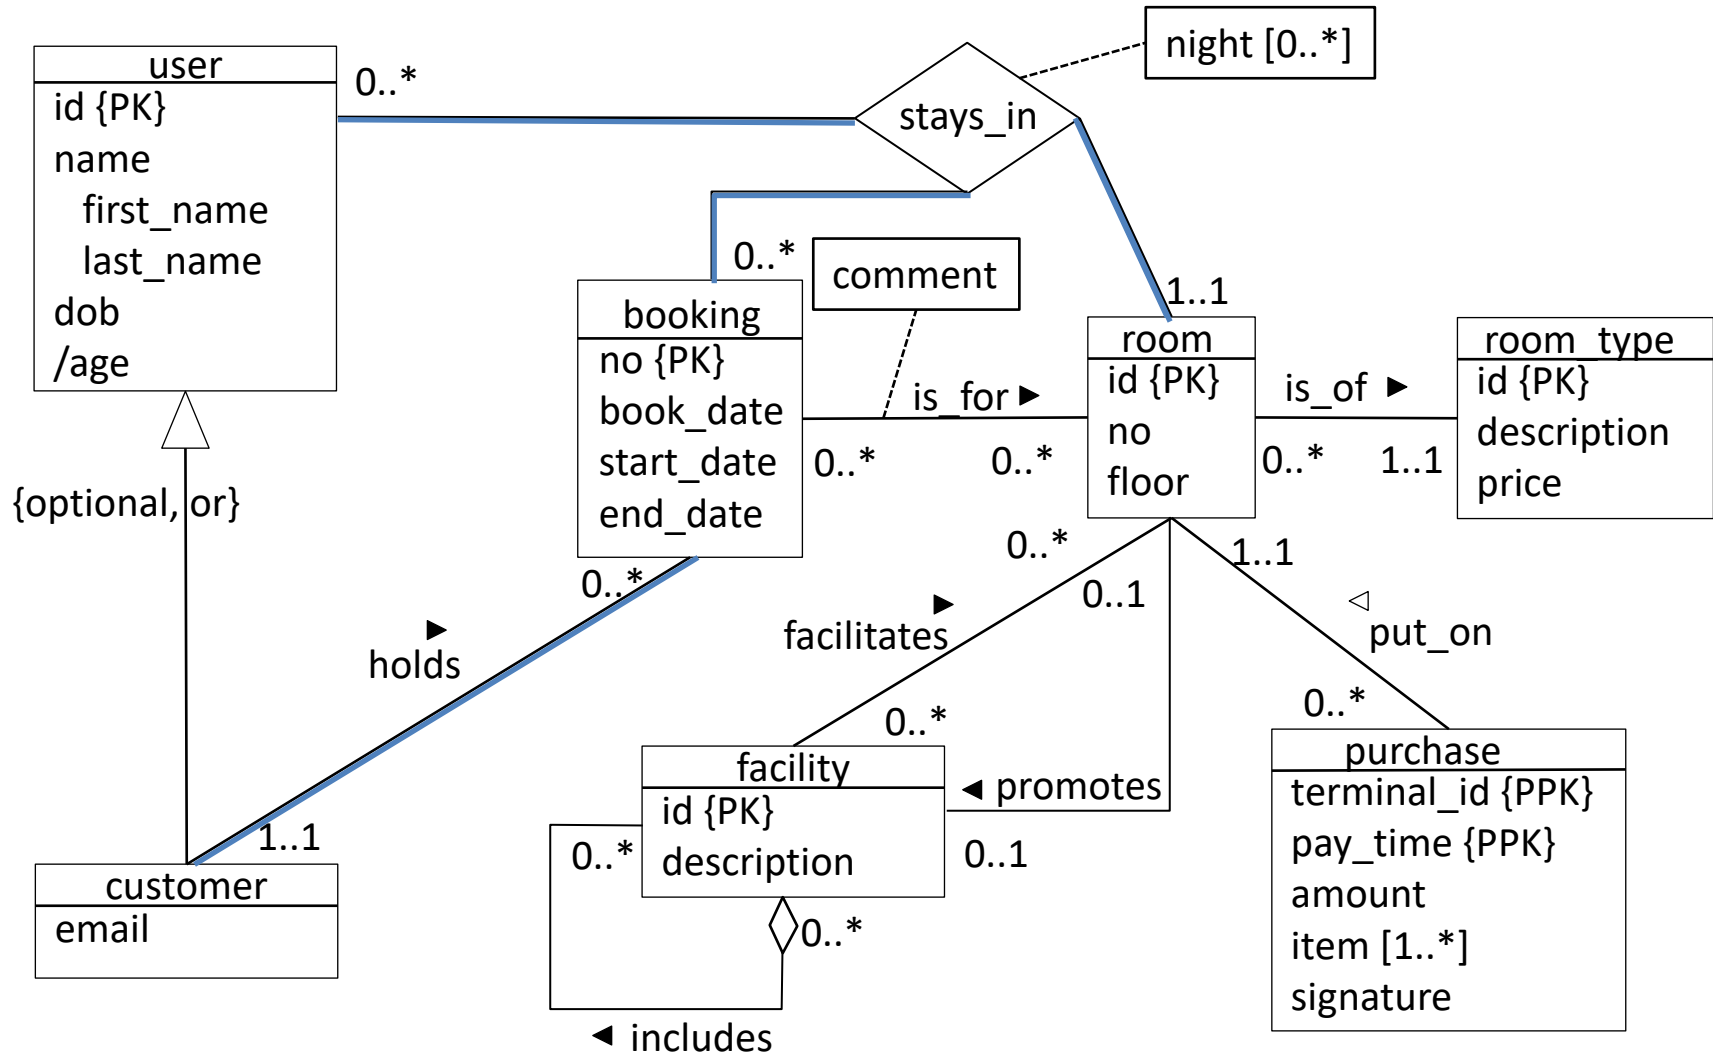 night [0..*]
user
id {PK}
name
first_name
last_name
dob
/age
0..*
stays_in
0..*
comment
1..1
booking
no {PK}
book_date
start_date
end_date
is_for ►
0..*
0..*
room
id {PK}
no
floor
is_of ►
0..*
1..1
room_type
id {PK}
description
price
{optional, or}
0..*
►
holds
1..1
0..*
0..1
1..1
►
facilitates
0..*
◁
put_on
0..*
customer
email
facility
id {PK}
description
◄ promotes
0..1
0..*
0..*
◄ includes
purchase
terminal_id {PPK}
pay_time {PPK}
amount
item [1..*]
signature